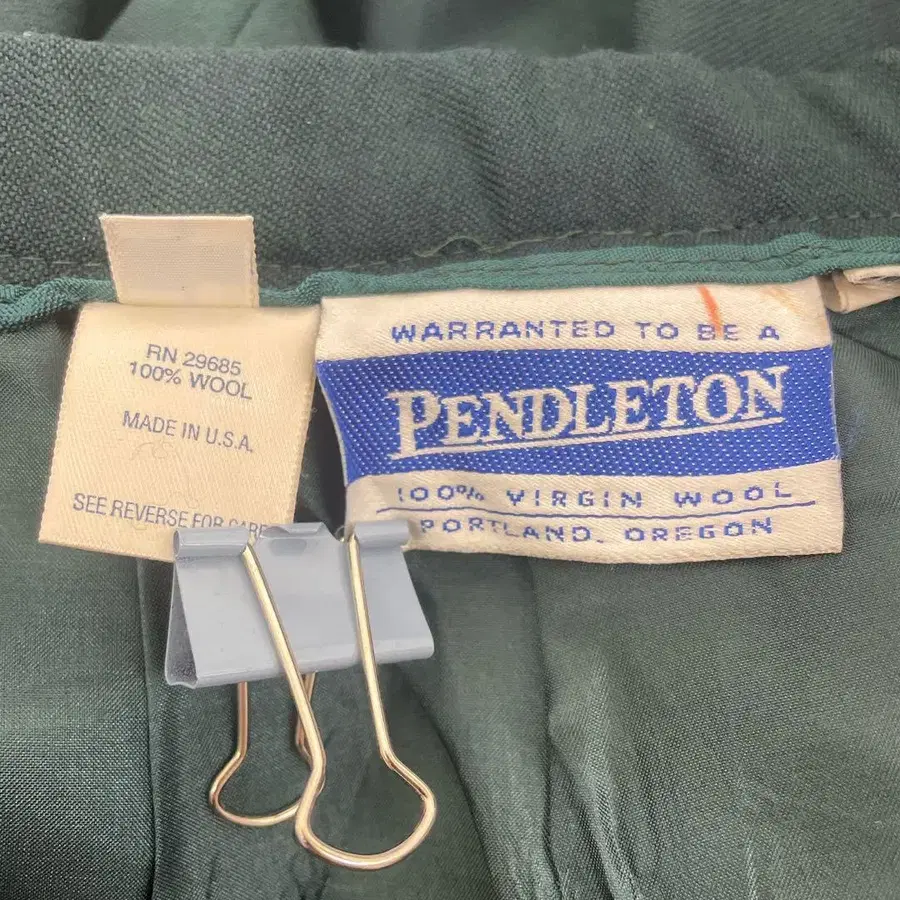 RN 29685
100% WOOL
MADE IN U.S.A.
SEE REVERSE FOR CARE
WARRANTED TO BE A
PENDLETON
100% VIRGIN WOOL
PORTLAND, OREGON